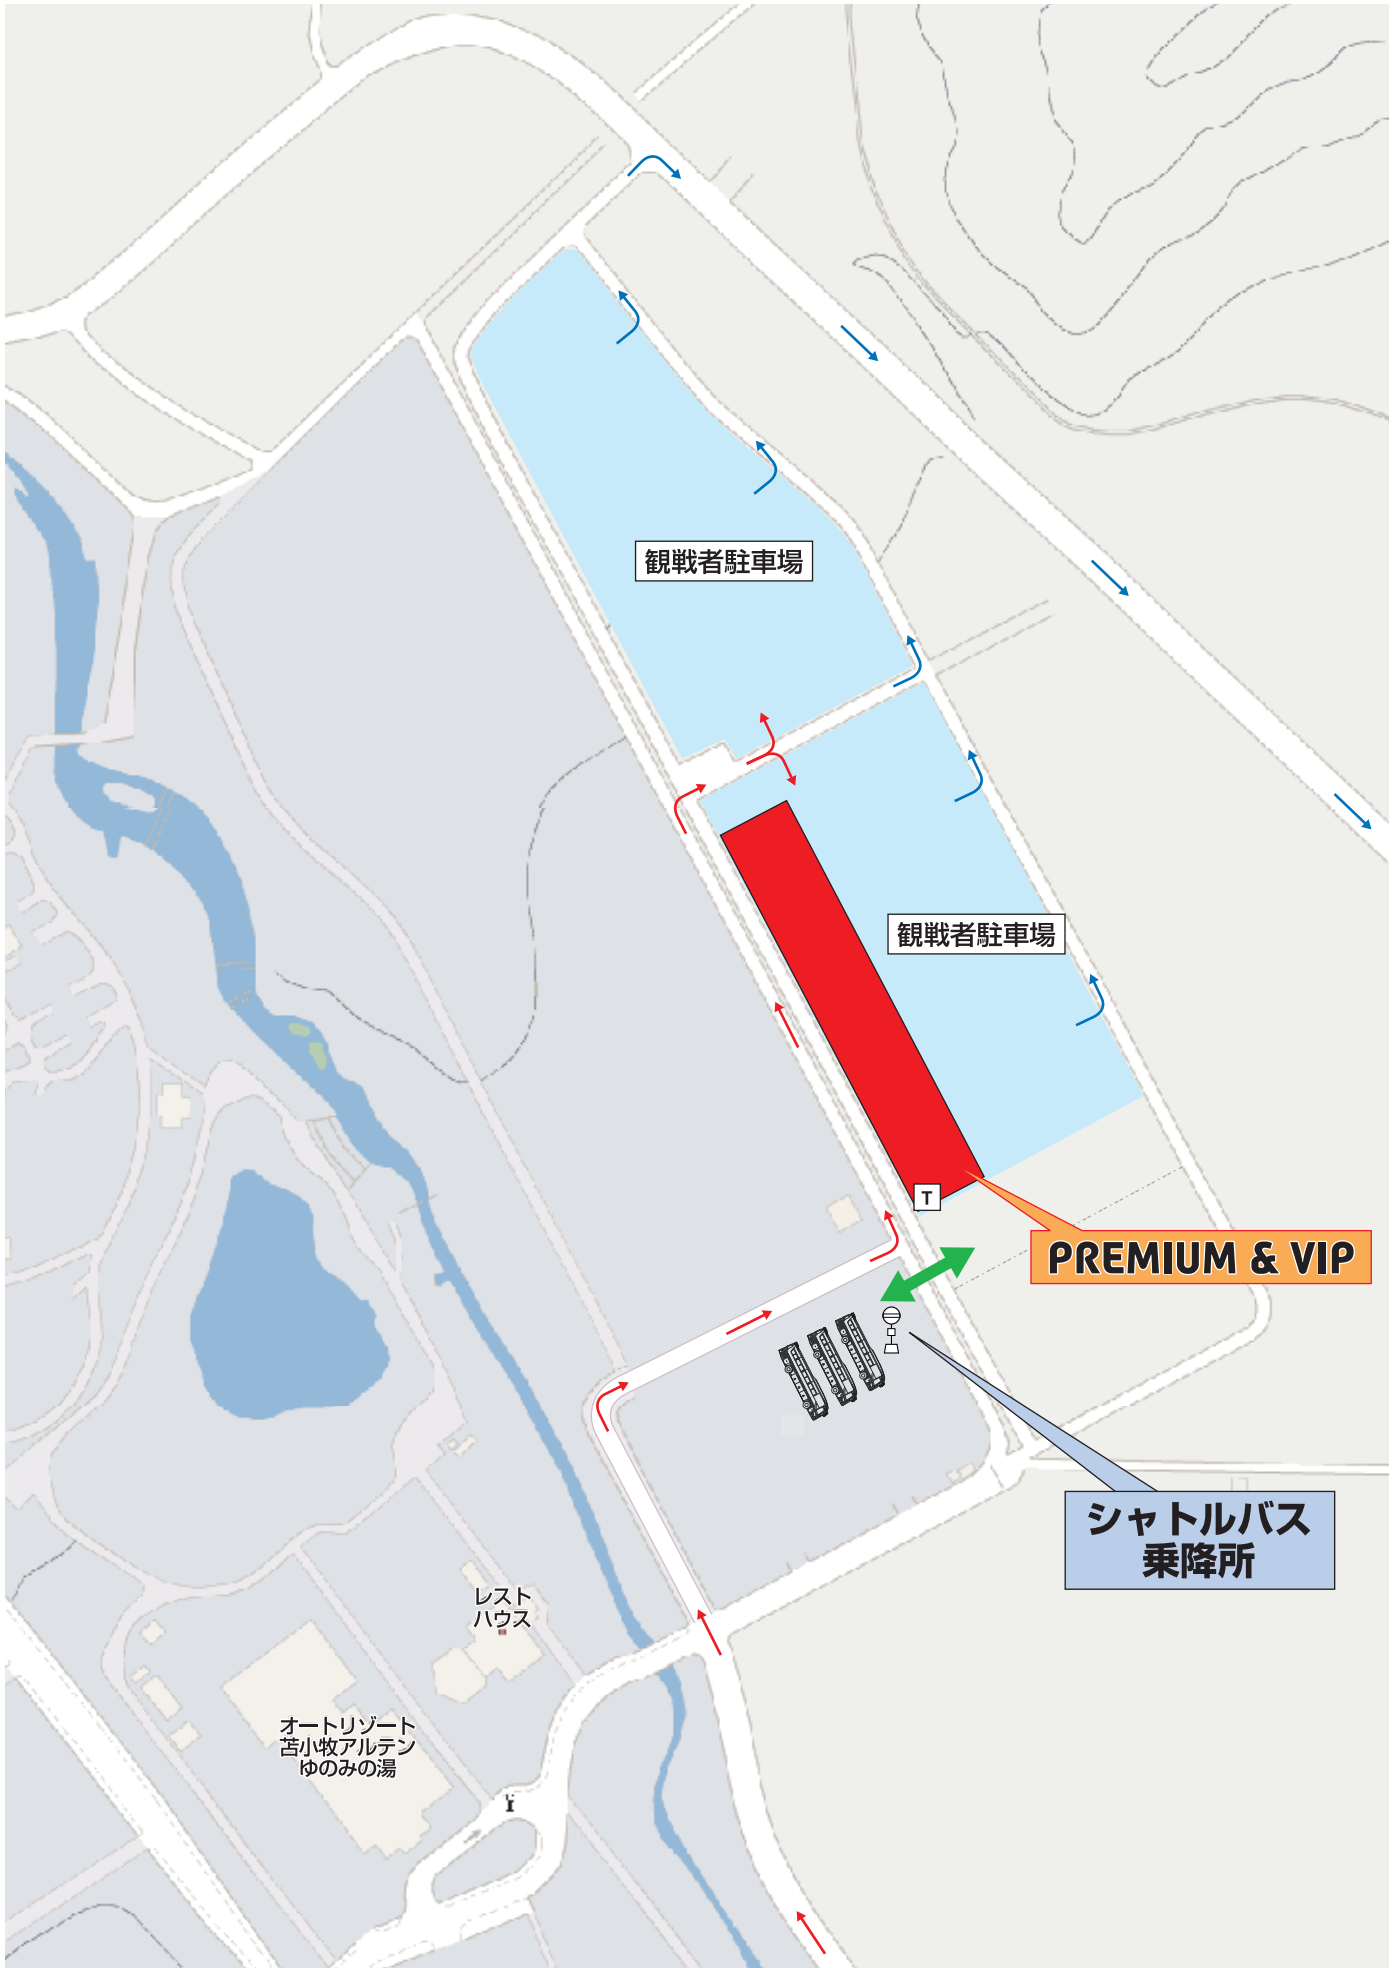 観戦者駐車場
観戦者駐車場
T
PREMIUM & VIP
シャトルバス
乗降所
レスト
ハウス
オートリゾート
苫小牧アルテン
ゆのみの湯